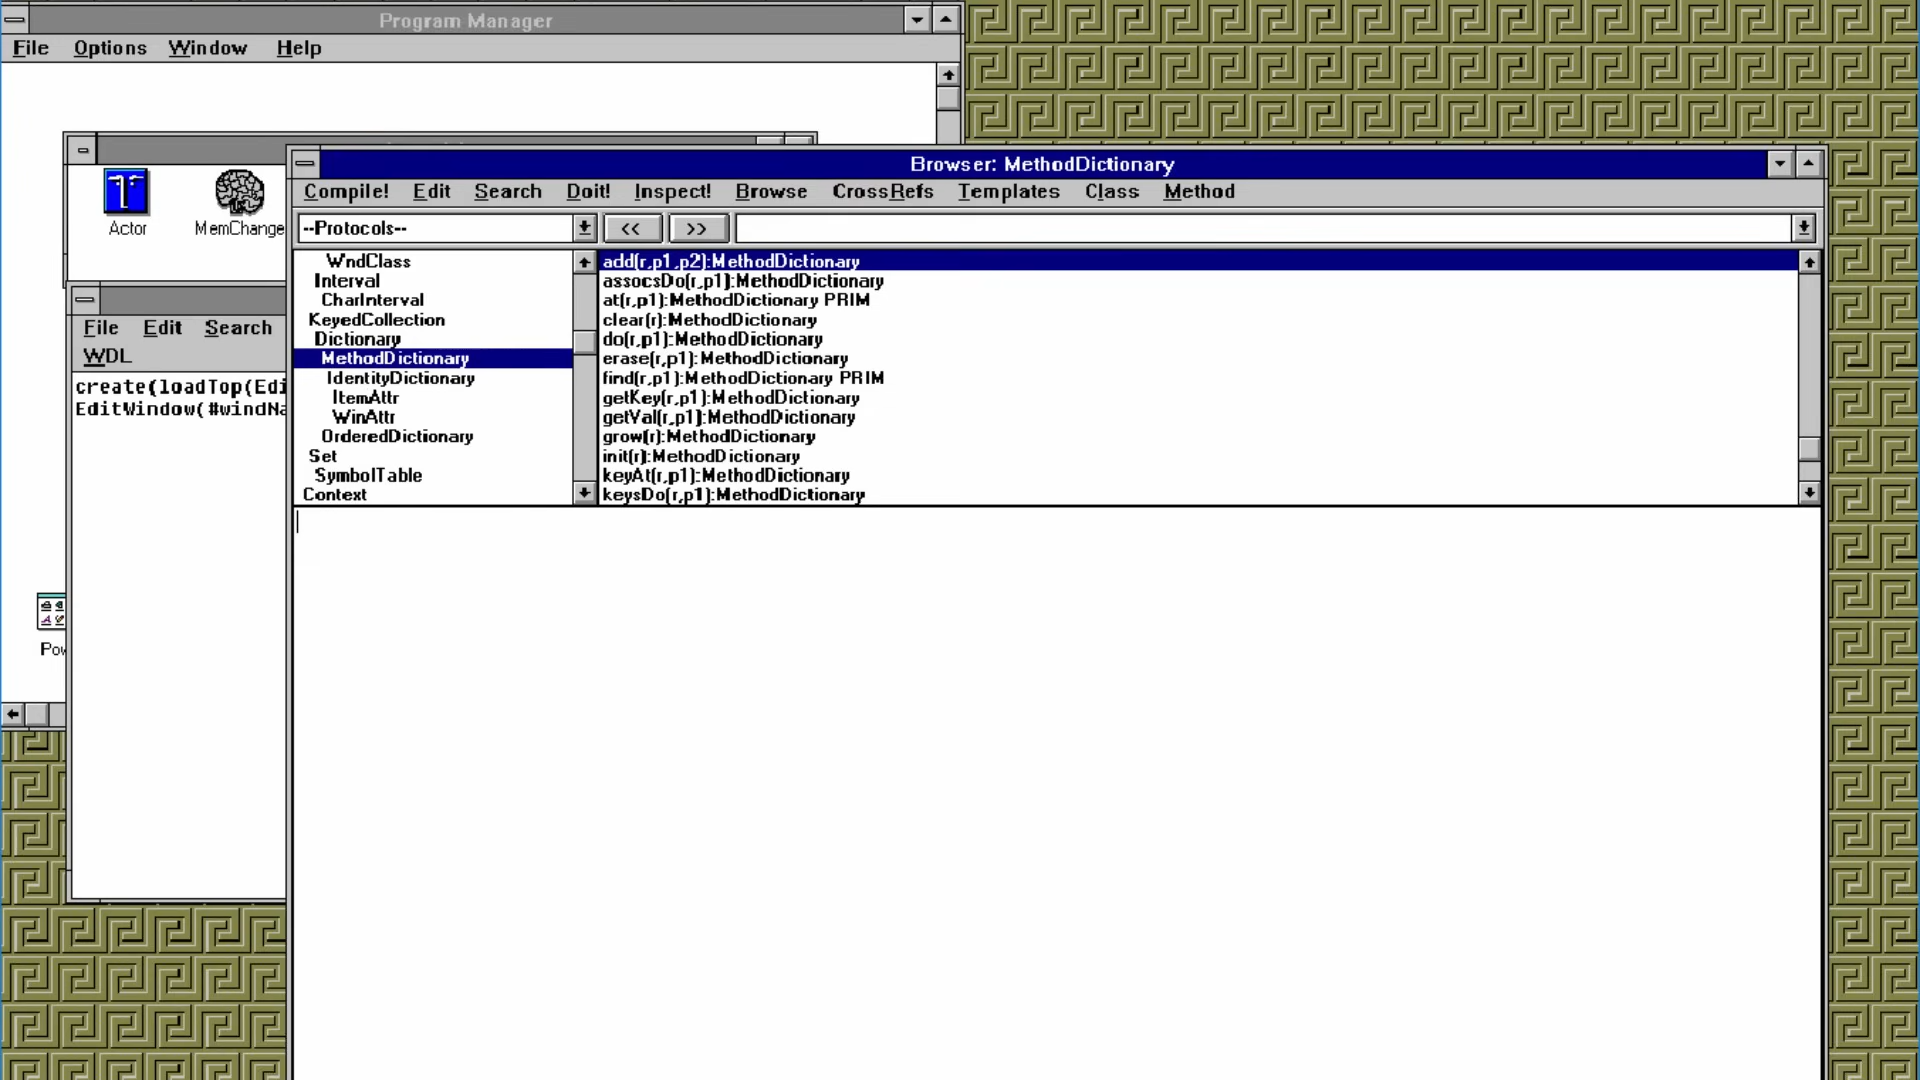 Program Manager
File Options Window Help
Actor
MemChange
File Edit Search
WDL
create(loadTop(Edi
EditWindow(#windNa
Browser: MethodDictionary
Compile! Edit Search Doit! Inspect! Browse CrossRefs Templates Class Method
--Protocols-- << >>
WndClass
Interval
CharInterval
KeyedCollection
Dictionary
MethodDictionary
IdentityDictionary
ItemAttr
WinAttr
OrderedDictionary
Set
SymbolTable
Context
add(r,p1,p2):MethodDictionary
assocsDo(r,p1):MethodDictionary
at(r,p1):MethodDictionary PRIM
clear(r):MethodDictionary
do(r,p1):MethodDictionary
erase(r,p1):MethodDictionary
find(r,p1):MethodDictionary PRIM
getKey(r,p1):MethodDictionary
getVal(r,p1):MethodDictionary
grow(r):MethodDictionary
init(r):MethodDictionary
keyAt(r,p1):MethodDictionary
keysDo(r,p1):MethodDictionary
Pow